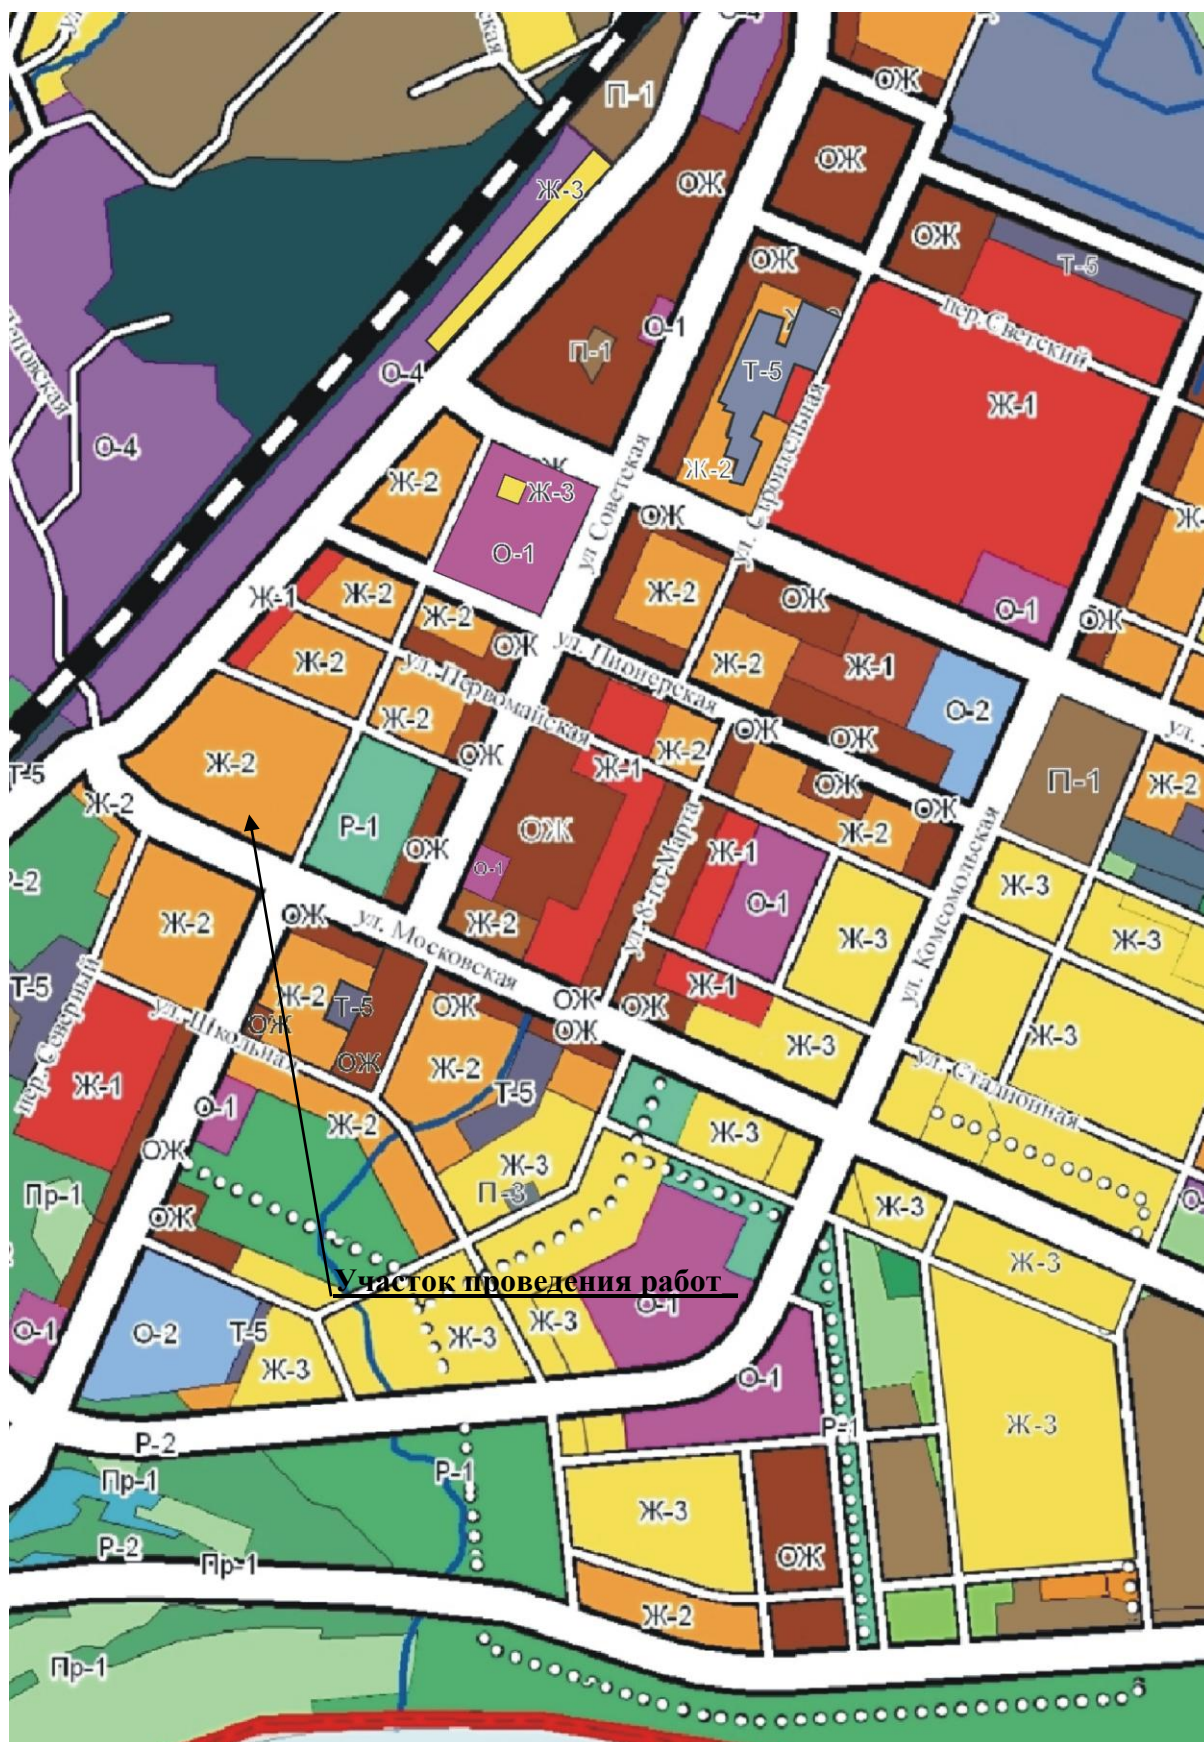 О-4
ОЖ
П-1
Ж-3
ОЖ
ОЖ
ОЖ
ОЖ
Т-5
пер. Светский
О-1
П-1
О-4
Т-5
Ж-1
О-4
Ж-2
Ж-3
О-1
ул Советская
Ж-2
ул. Строительная
ОЖ
Ж-1
Ж-2
Ж-2
Ж-2
ОЖ
О-1
ОЖ
Ж-2
Ж-2
ОЖ
ул. Пионерская
Ж-2
Ж-1
ул. Первомайская
Ж-2
О-2
ОЖ
ОЖ
ОЖ
Т-5
Ж-2
Ж-1
Ж-2
П-1
Ж-2
Ж-2
ОЖ
ОЖ
Р-1
ОЖ
ОЖ
Ж-1
Ж-2
ул. 8-го-Марта
О-1
О-1
Ж-3
ул. Комсомольская
Ж-3
Ж-3
Ж-2
ОЖ
ул. Московская
Ж-2
Т-5
Ж-2
Т-5
ОЖ
ОЖ
ОЖ
ОЖ
Ж-1
Ж-3
Ж-3
пер. Северный
ул. Школьная
ОЖ
ОЖ
Ж-2
Т-5
ул. Стадионная
Ж-1
О-1
Ж-2
Ж-3
ОЖ
Ж-3
П-3
Пр-1
ОЖ
Ж-3
Ж-3
Участок проведения работ
О-1
О-1
О-2
Т-5
Ж-3
Ж-3
Ж-3
О-1
Р-2
Р-1
Р-1
Ж-3
Пр-1
Ж-3
Р-2
Пр-1
ОЖ
Ж-2
Пр-1